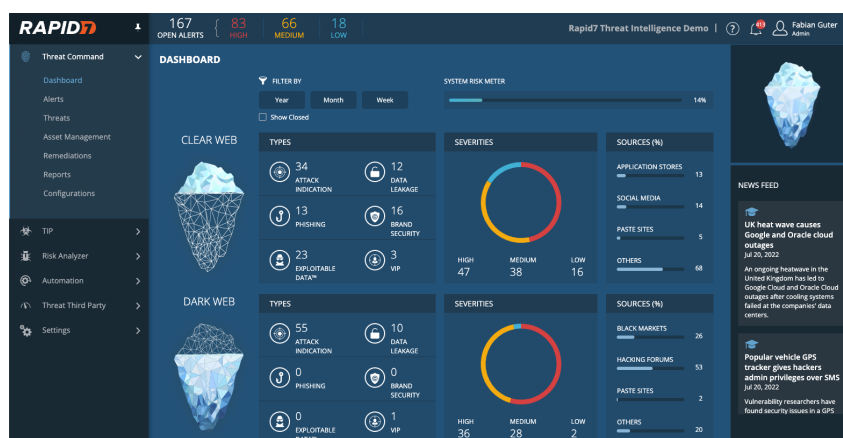 RAPID7
167
OPEN ALERTS
83
HIGH
66
MEDIUM
18
LOW
Rapid7 Threat Intelligence Demo
?
413
Fabian Guter
Admin
Threat Command
Dashboard
Alerts
Threats
Asset Management
Remediations
Reports
Configurations
TIP
Risk Analyzer
Automation
Threat Third Party
Settings
DASHBOARD
FILTER BY
Year
Month
Week
Show Closed
SYSTEM RISK METER
14%
CLEAR WEB
TYPES
34
ATTACK
INDICATION
12
DATA
LEAKAGE
13
PHISHING
16
BRAND
SECURITY
23
EXPLOITABLE
DATA™
3
VIP
SEVERITIES
HIGH
47
MEDIUM
38
LOW
16
SOURCES (%)
APPLICATION STORES
13
SOCIAL MEDIA
14
PASTE SITES
5
OTHERS
68
DARK WEB
TYPES
55
ATTACK
INDICATION
10
DATA
LEAKAGE
0
PHISHING
0
BRAND
SECURITY
0
EXPLOITABLE
DATA™
1
VIP
SEVERITIES
HIGH
36
MEDIUM
28
LOW
2
SOURCES (%)
BLACK MARKETS
26
HACKING FORUMS
53
PASTE SITES
2
OTHERS
20
NEWS FEED
UK heat wave causes
Google and Oracle cloud
outages
Jul 20, 2022
An ongoing heatwave in the
United Kingdom has led to
Google Cloud and Oracle Cloud
outages after cooling systems
failed at the companies' data
centers.
Popular vehicle GPS
tracker gives hackers
admin privileges over SMS
Jul 20, 2022
Vulnerability researchers have
found security issues in a GPS